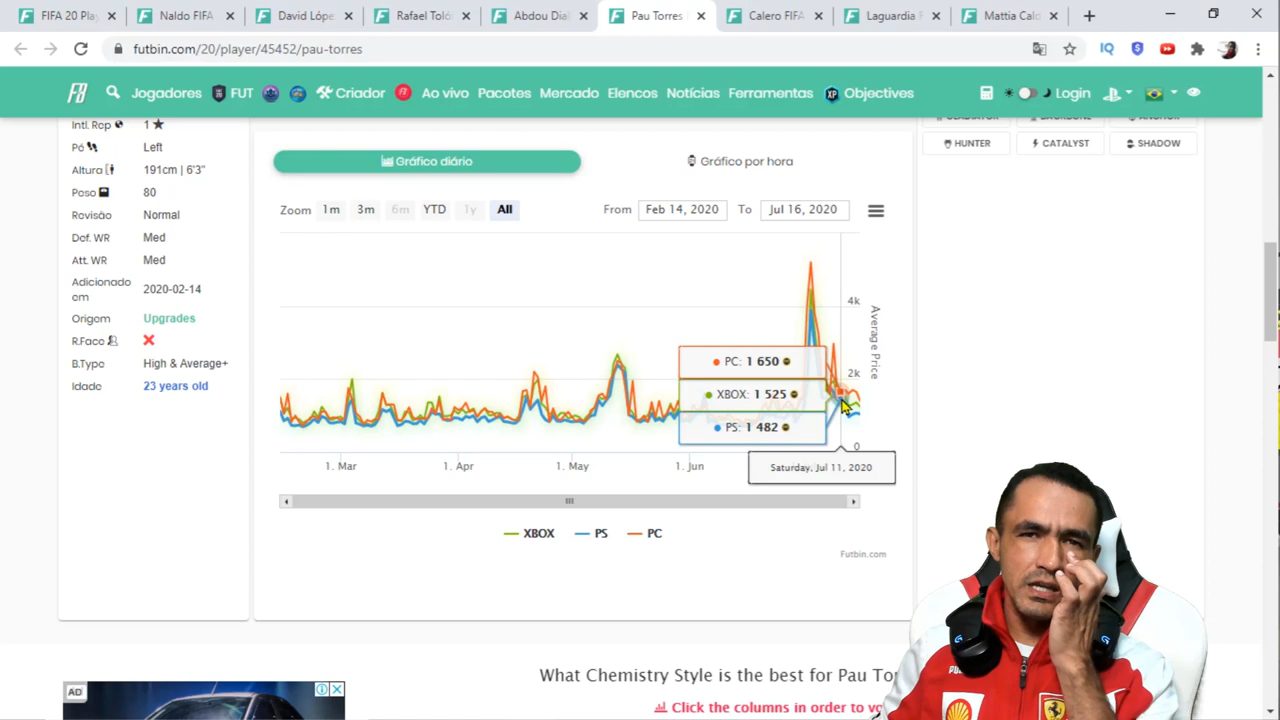 FIFA 20 Play
Naldo FIFA
David Lópe
Rafael Toló
Abdou Dial
Pau Torres
Calero FIFA
Laguardia F
Mattia Cal
futbin.com/20/player/45452/pau-torres
IQ
Jogadores
FUT
Criador
Ao vivo
Pacotes
Mercado
Elencos
Notícias
Ferramentas
XP
Objectives
Login
Intl. Rep
1
Pé
Left
Altura
191cm | 6'3"
Peso
80
Revisão
Normal
Def. WR
Med
Att. WR
Med
Adicionado em
2020-02-14
Origem
Upgrades
R.Face
B.Type
High & Average+
Idade
23 years old
Gráfico diário
Gráfico por hora
Zoom
1m
3m
6m
YTD
1y
All
From
Feb 14, 2020
To
Jul 16, 2020
4k
2k
0
Average Price
PC: 1 650
XBOX: 1 525
PS: 1 482
1. Mar
1. Apr
1. May
1. Jun
Saturday, Jul 11, 2020
XBOX
PS
PC
Futbin.com
HUNTER
CATALYST
SHADOW
AD
What Chemistry Style is the best for Pau Tor
Click the columns in order to vo